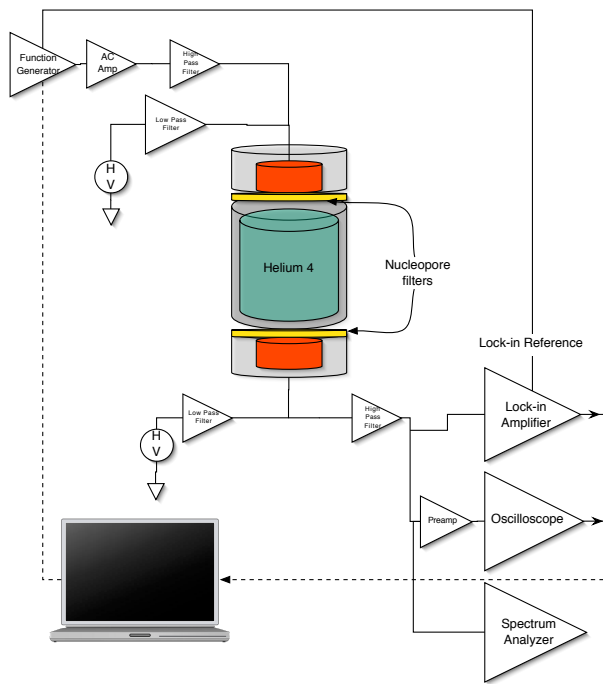 Function
Generator
AC
Amp
High
Pass
Filter
Low Pass
Filter
H
V
Helium 4
Nucleopore
filters
Lock-in Reference
Low Pass
Filter
High
Pass
Filter
H
V
Lock-in
Amplifier
Preamp
Oscilloscope
Spectrum
Analyzer